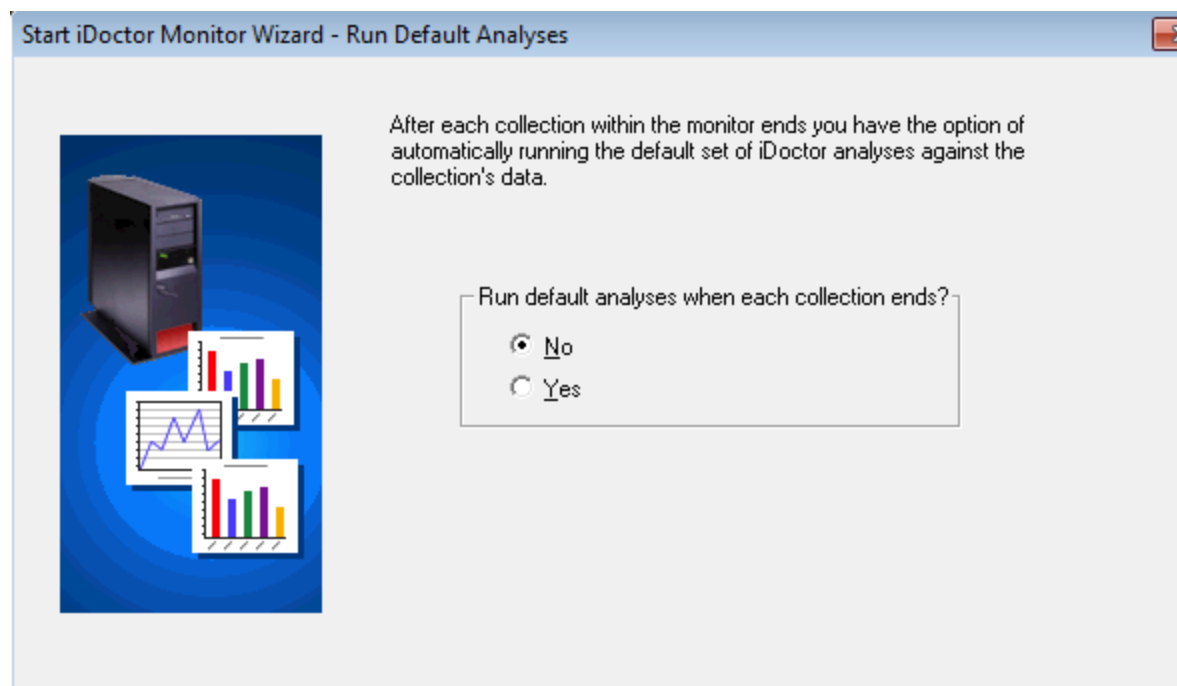 Start iDoctor Monitor Wizard - Run Default Analyses
After each collection within the monitor ends you have the option of
automatically running the default set of iDoctor analyses against the
collection's data.
Run default analyses when each collection ends?
No
Yes